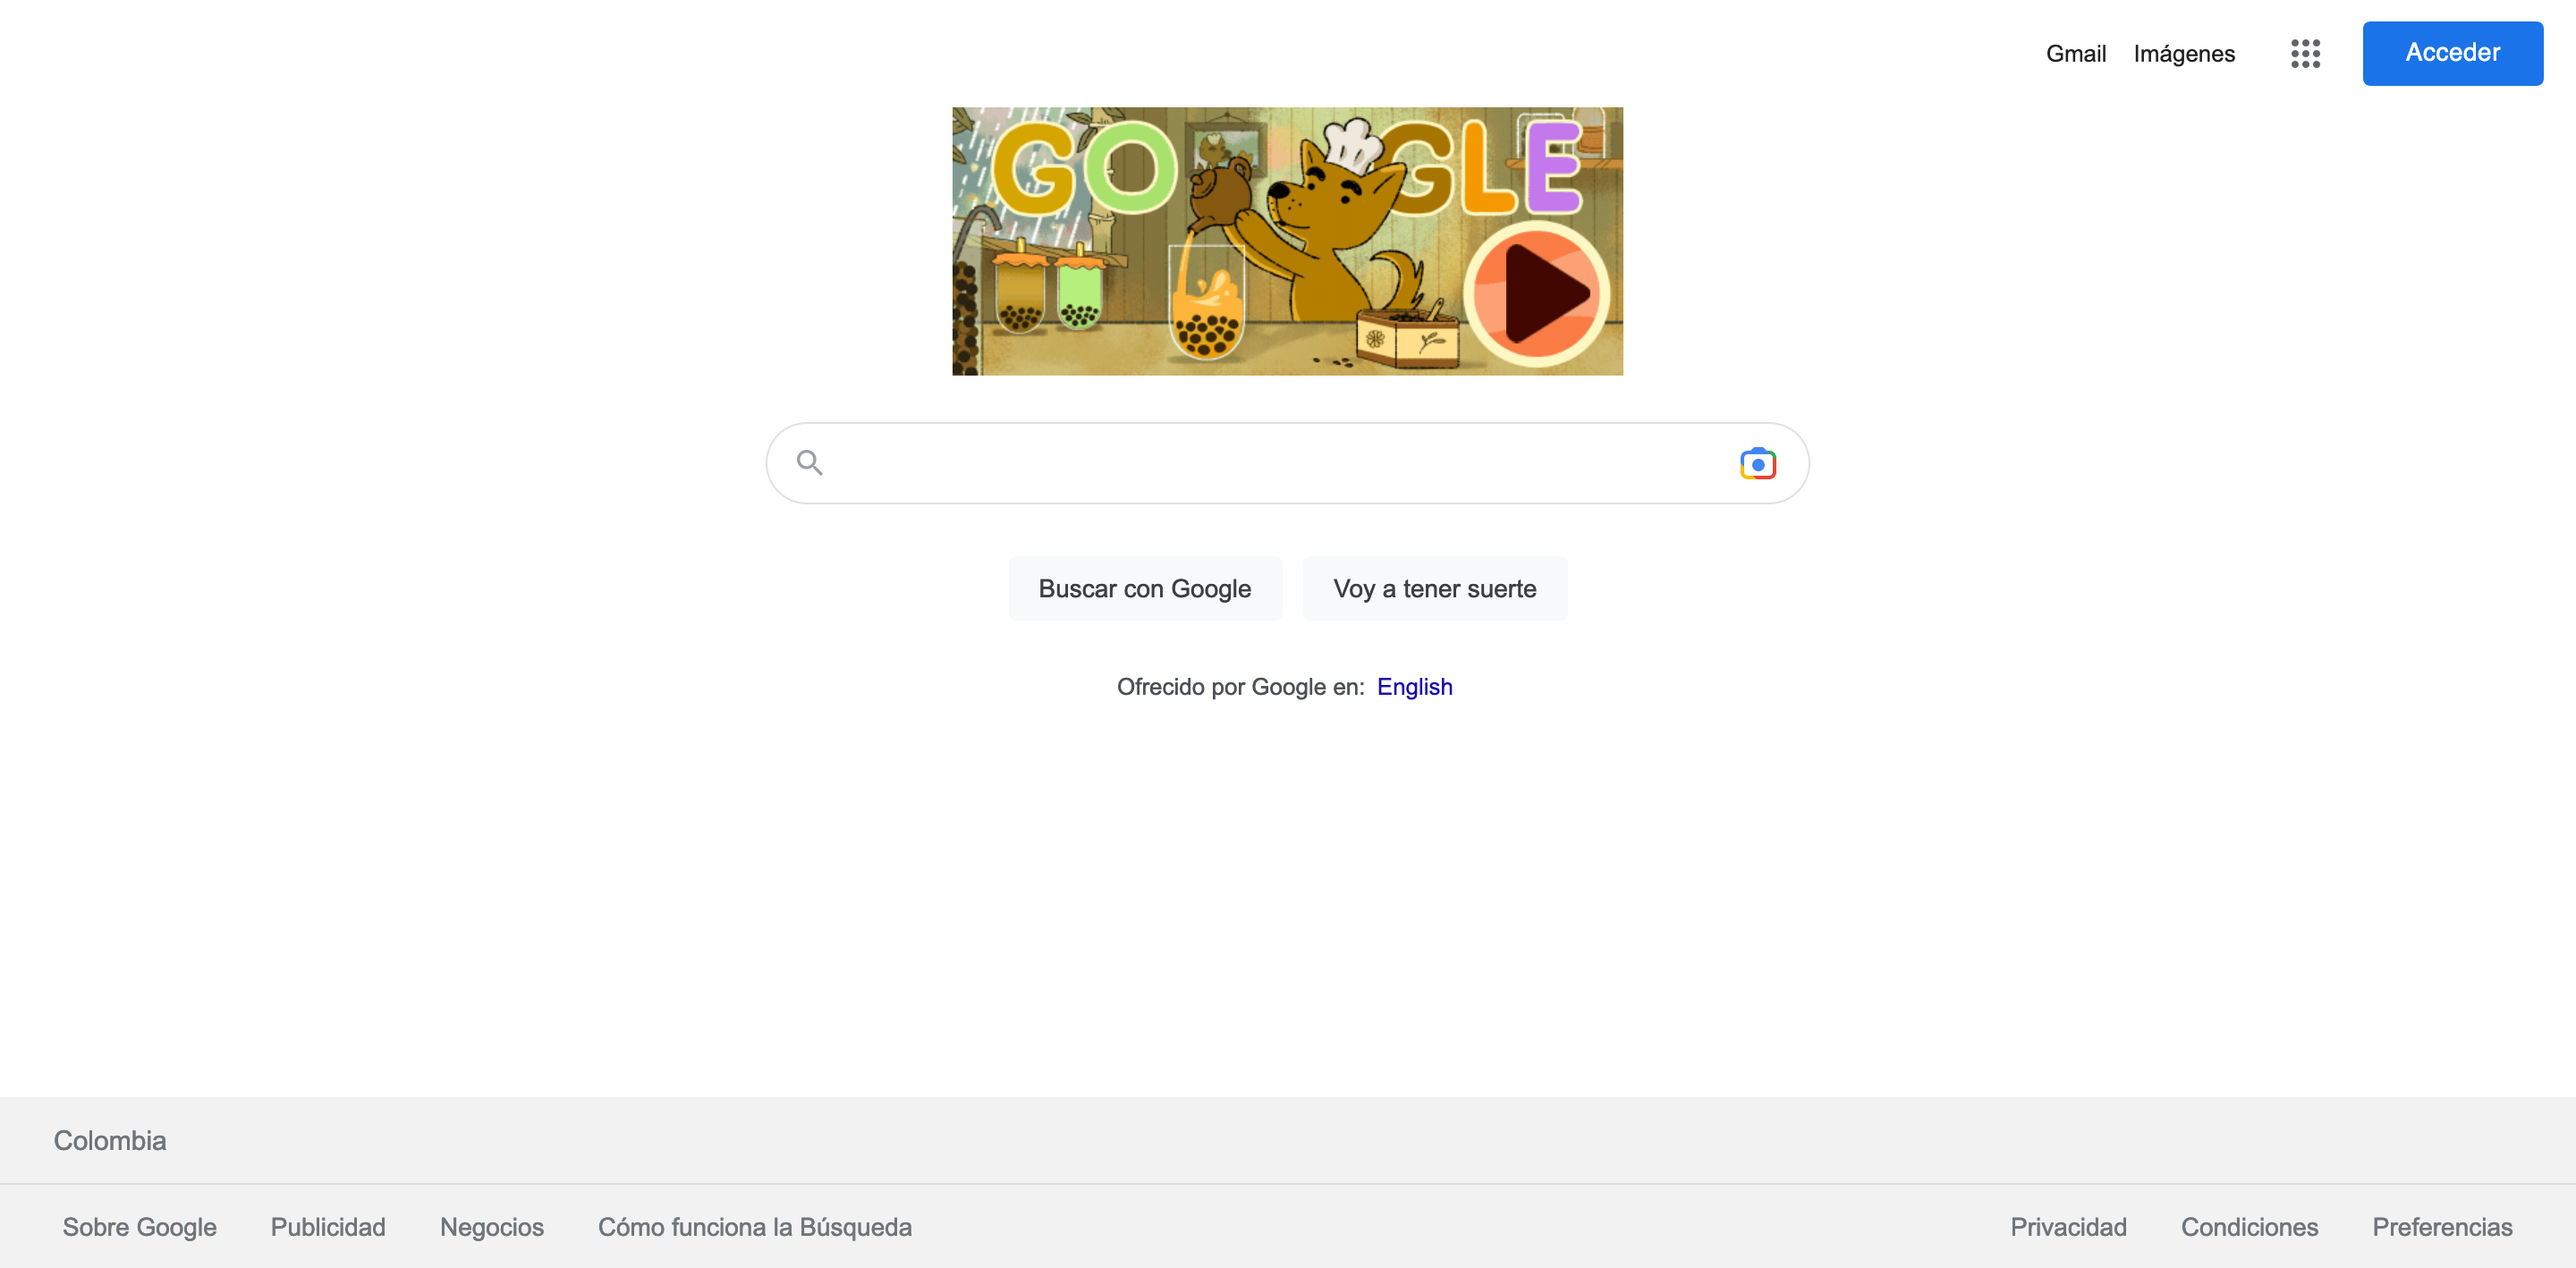 Gmail Imágenes Acceder
GOOGLE
Buscar con Google Voy a tener suerte
Ofrecido por Google en: English
Colombia
Sobre Google Publicidad Negocios Cómo funciona la Búsqueda Privacidad Condiciones Preferencias